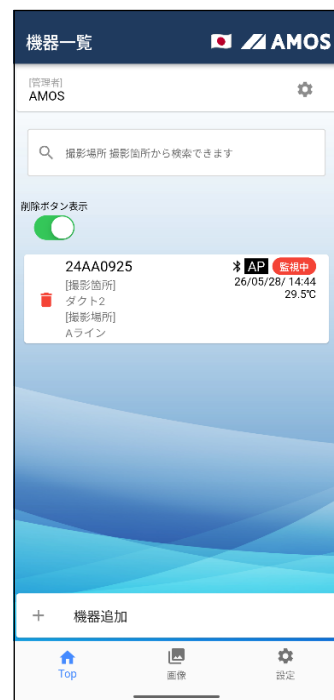 機器一覧
AMOS
[管理者]
AMOS
撮影場所 撮影箇所から検索できます
削除ボタン表示
24AA0925
AP 監視中
[撮影箇所]
26/05/28/ 14:44
ダクト2
29.5℃
[撮影場所]
Aライン
機器追加
Top
画像
設定